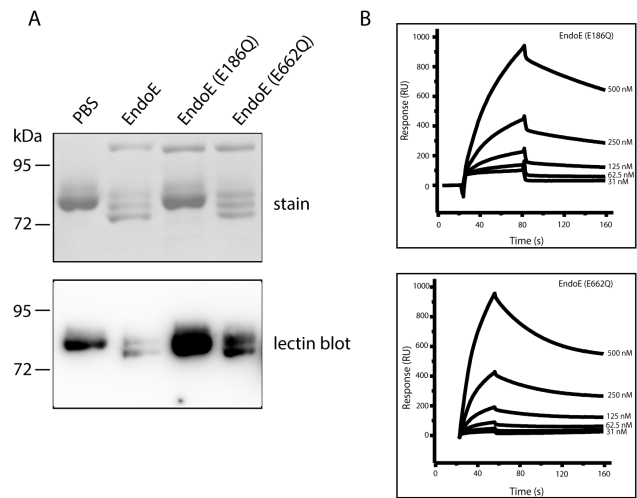 A
PBS
EndoE
EndoE (E186Q)
EndoE (E662Q)
kDa
95
72
stain
95
72
lectin blot
B
EndoE (E186Q)
Response (RU)
1000
800
600
400
200
0
500 nM
250 nM
125 nM
62.5 nM
31 nM
0 40 80 120 160
Time (s)
EndoE (E662Q)
Response (RU)
1000
800
600
400
200
0
500 nM
250 nM
125 nM
62.5 nM
31 nM
0 40 80 120 160
Time (s)